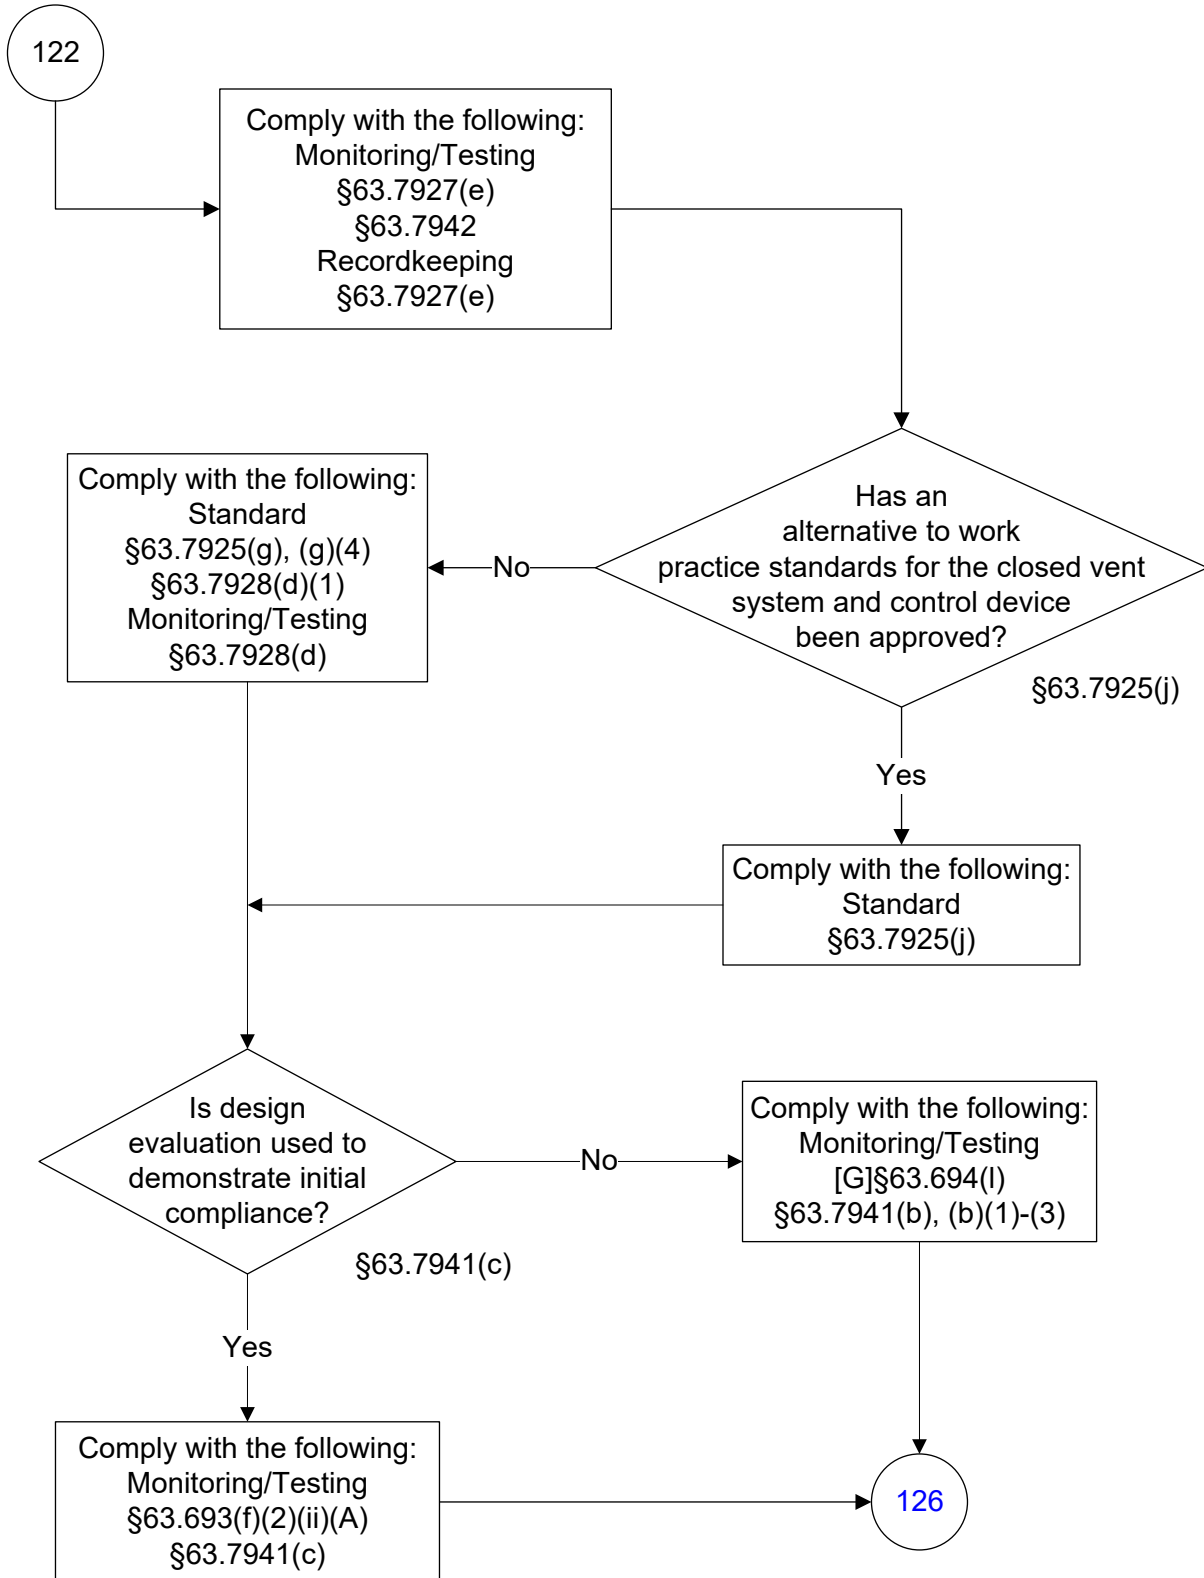 122
Comply with the following:
Monitoring/Testing
§63.7927(e)
§63.7942
Recordkeeping
§63.7927(e)
Has an
alternative to work
practice standards for the closed vent
system and control device
been approved?
§63.7925(j)
No
Comply with the following:
Standard
§63.7925(g), (g)(4)
§63.7928(d)(1)
Monitoring/Testing
§63.7928(d)
Yes
Comply with the following:
Standard
§63.7925(j)
Is design
evaluation used to
demonstrate initial
compliance?
§63.7941(c)
No
Comply with the following:
Monitoring/Testing
[G]§63.694(l)
§63.7941(b), (b)(1)-(3)
Yes
Comply with the following:
Monitoring/Testing
§63.693(f)(2)(ii)(A)
§63.7941(c)
126